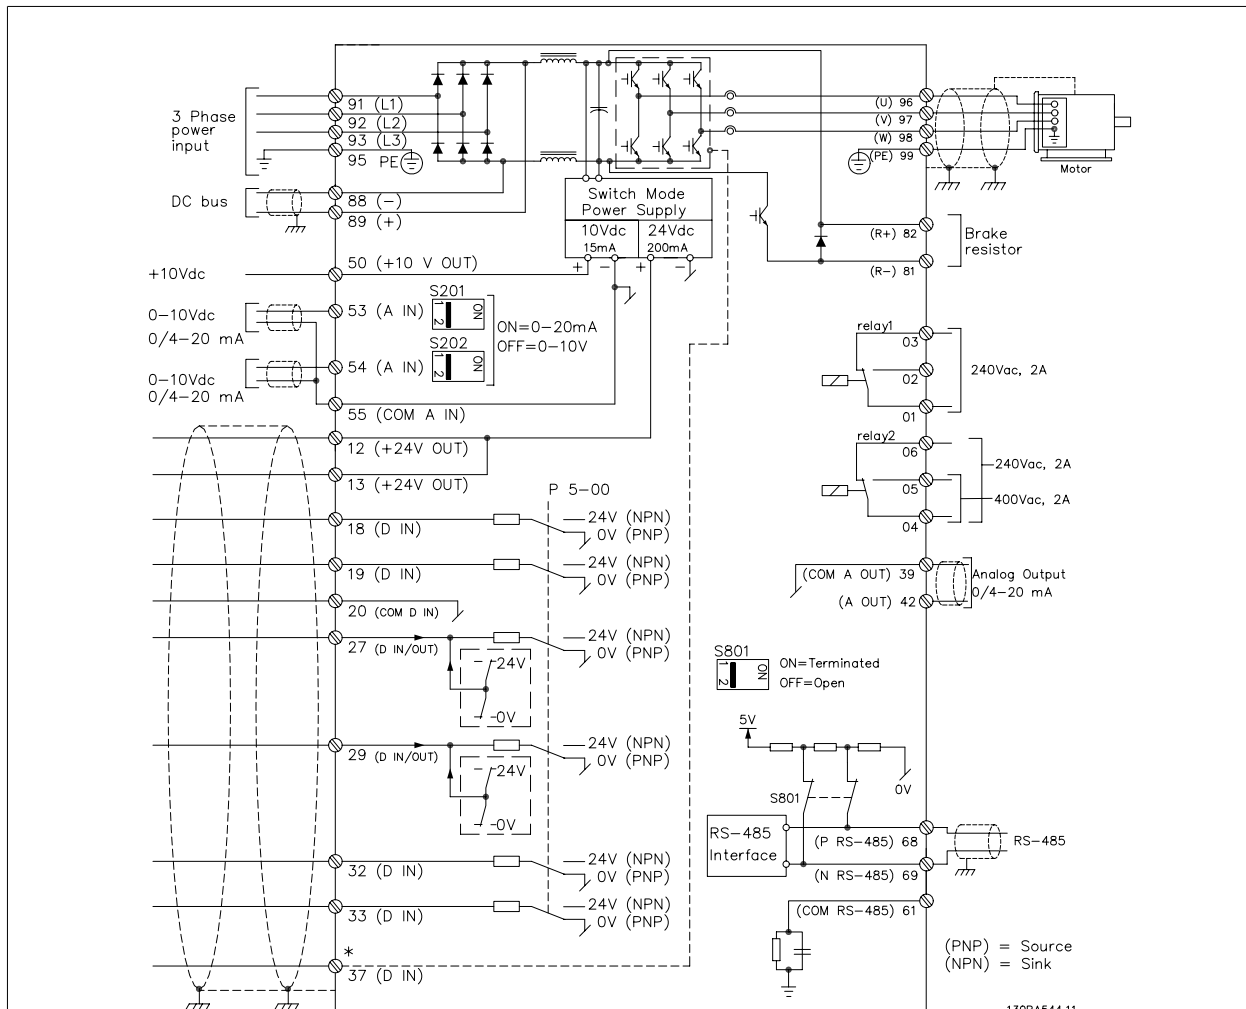 3 Phase
power
input
91 (L1)
92 (L2)
93 (L3)
95 PE
DC bus
88 (-)
89 (+)
+10Vdc
50 (+10 V OUT)
0-10Vdc
0/4-20 mA
53 (A IN)
S201
1 2
ON
ON=0-20mA
OFF=0-10V
S202
1 2
ON
0-10Vdc
0/4-20 mA
54 (A IN)
55 (COM A IN)
12 (+24V OUT)
13 (+24V OUT)
P 5-00
18 (D IN)
24V (NPN)
0V (PNP)
19 (D IN)
24V (NPN)
0V (PNP)
20 (COM D IN)
27 (D IN/OUT)
24V (NPN)
0V (PNP)
24V
0V
29 (D IN/OUT)
24V (NPN)
0V (PNP)
24V
0V
32 (D IN)
24V (NPN)
0V (PNP)
33 (D IN)
24V (NPN)
0V (PNP)
*
37 (D IN)
Switch Mode
Power Supply
10Vdc
15mA
24Vdc
200mA
+ - + -
(U) 96
(V) 97
(W) 98
(PE) 99
Motor
(R+) 82
(R-) 81
Brake
resistor
relay1
03
02
01
240Vac, 2A
relay2
06
05
04
240Vac, 2A
400Vac, 2A
(COM A OUT) 39
(A OUT) 42
Analog Output
0/4-20 mA
S801
1 2
ON
ON=Terminated
OFF=Open
5V
0V
S801
RS-485
Interface
(P RS-485) 68
(N RS-485) 69
RS-485
(COM RS-485) 61
(PNP) = Source
(NPN) = Sink